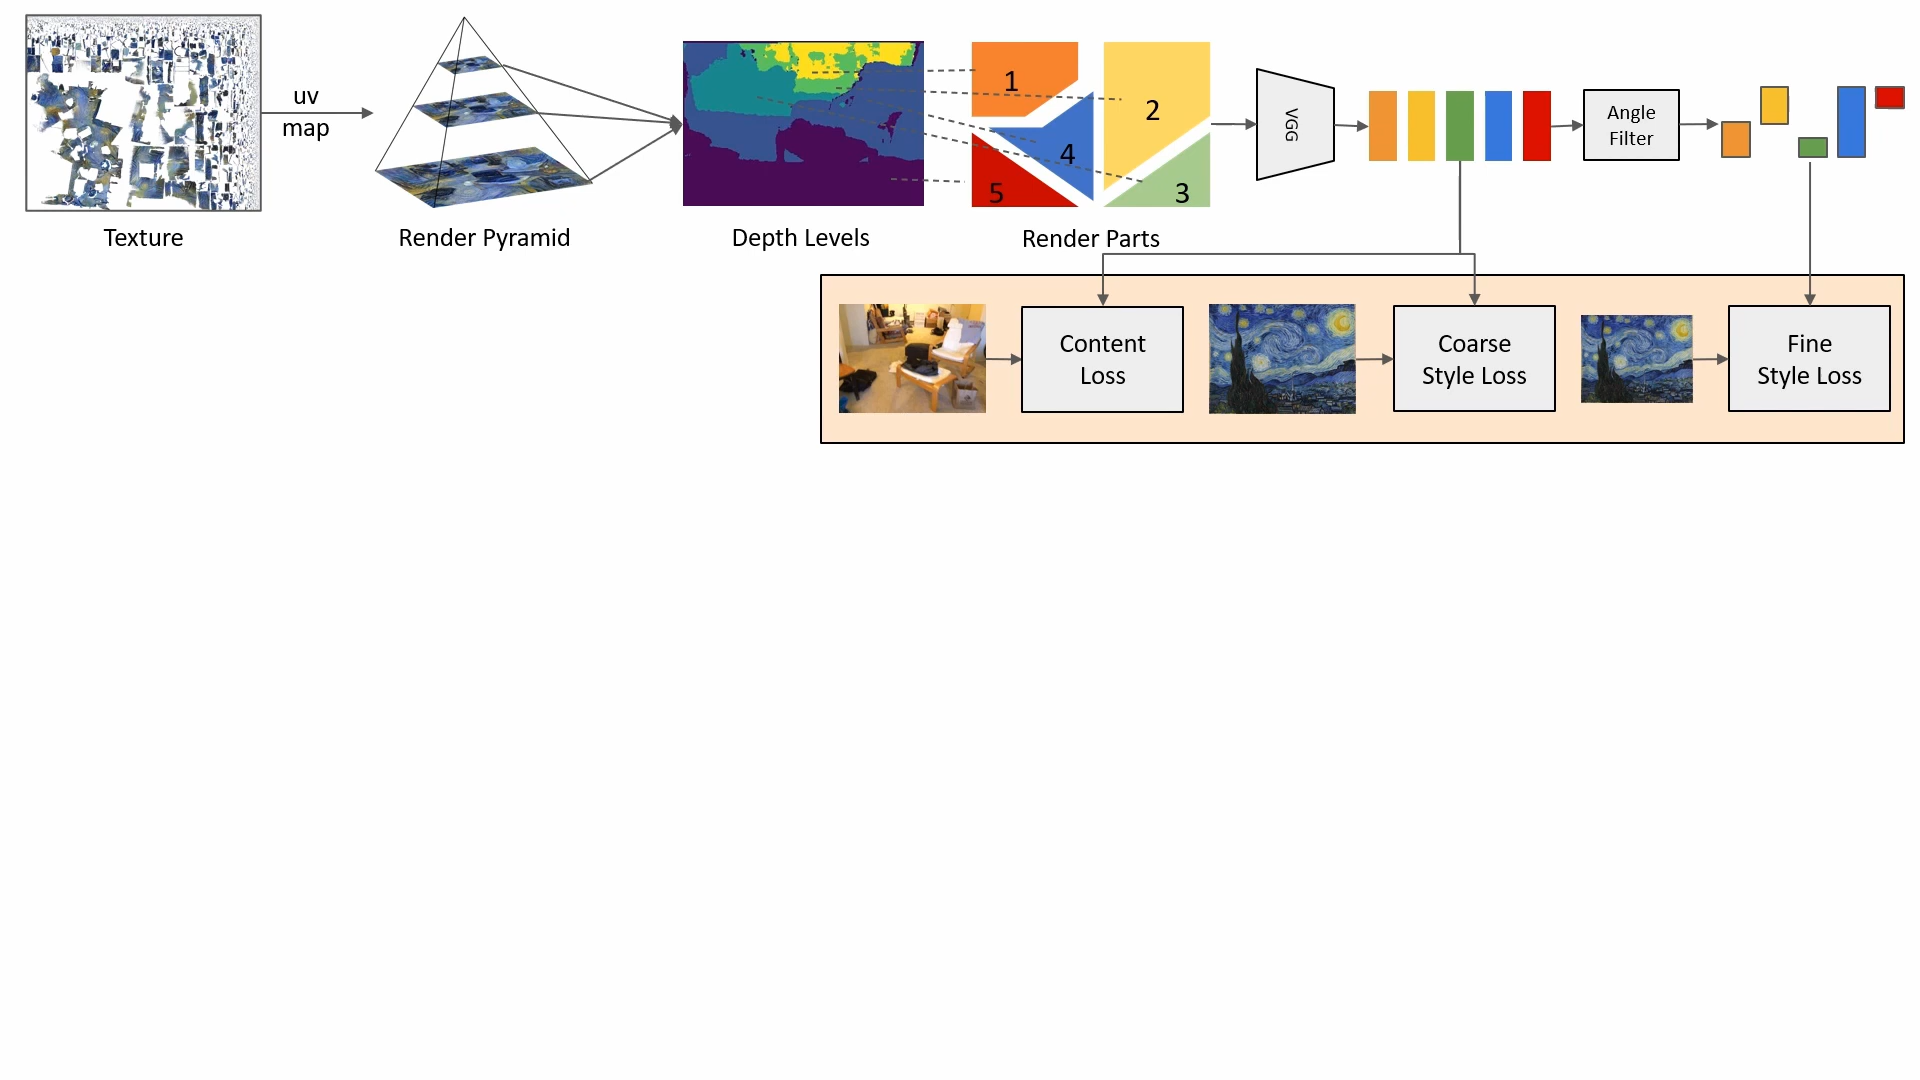 uv
map
Texture
Render Pyramid
Depth Levels
1
2
3
4
5
Render Parts
VGG
Angle
Filter
Content
Loss
Coarse
Style Loss
Fine
Style Loss